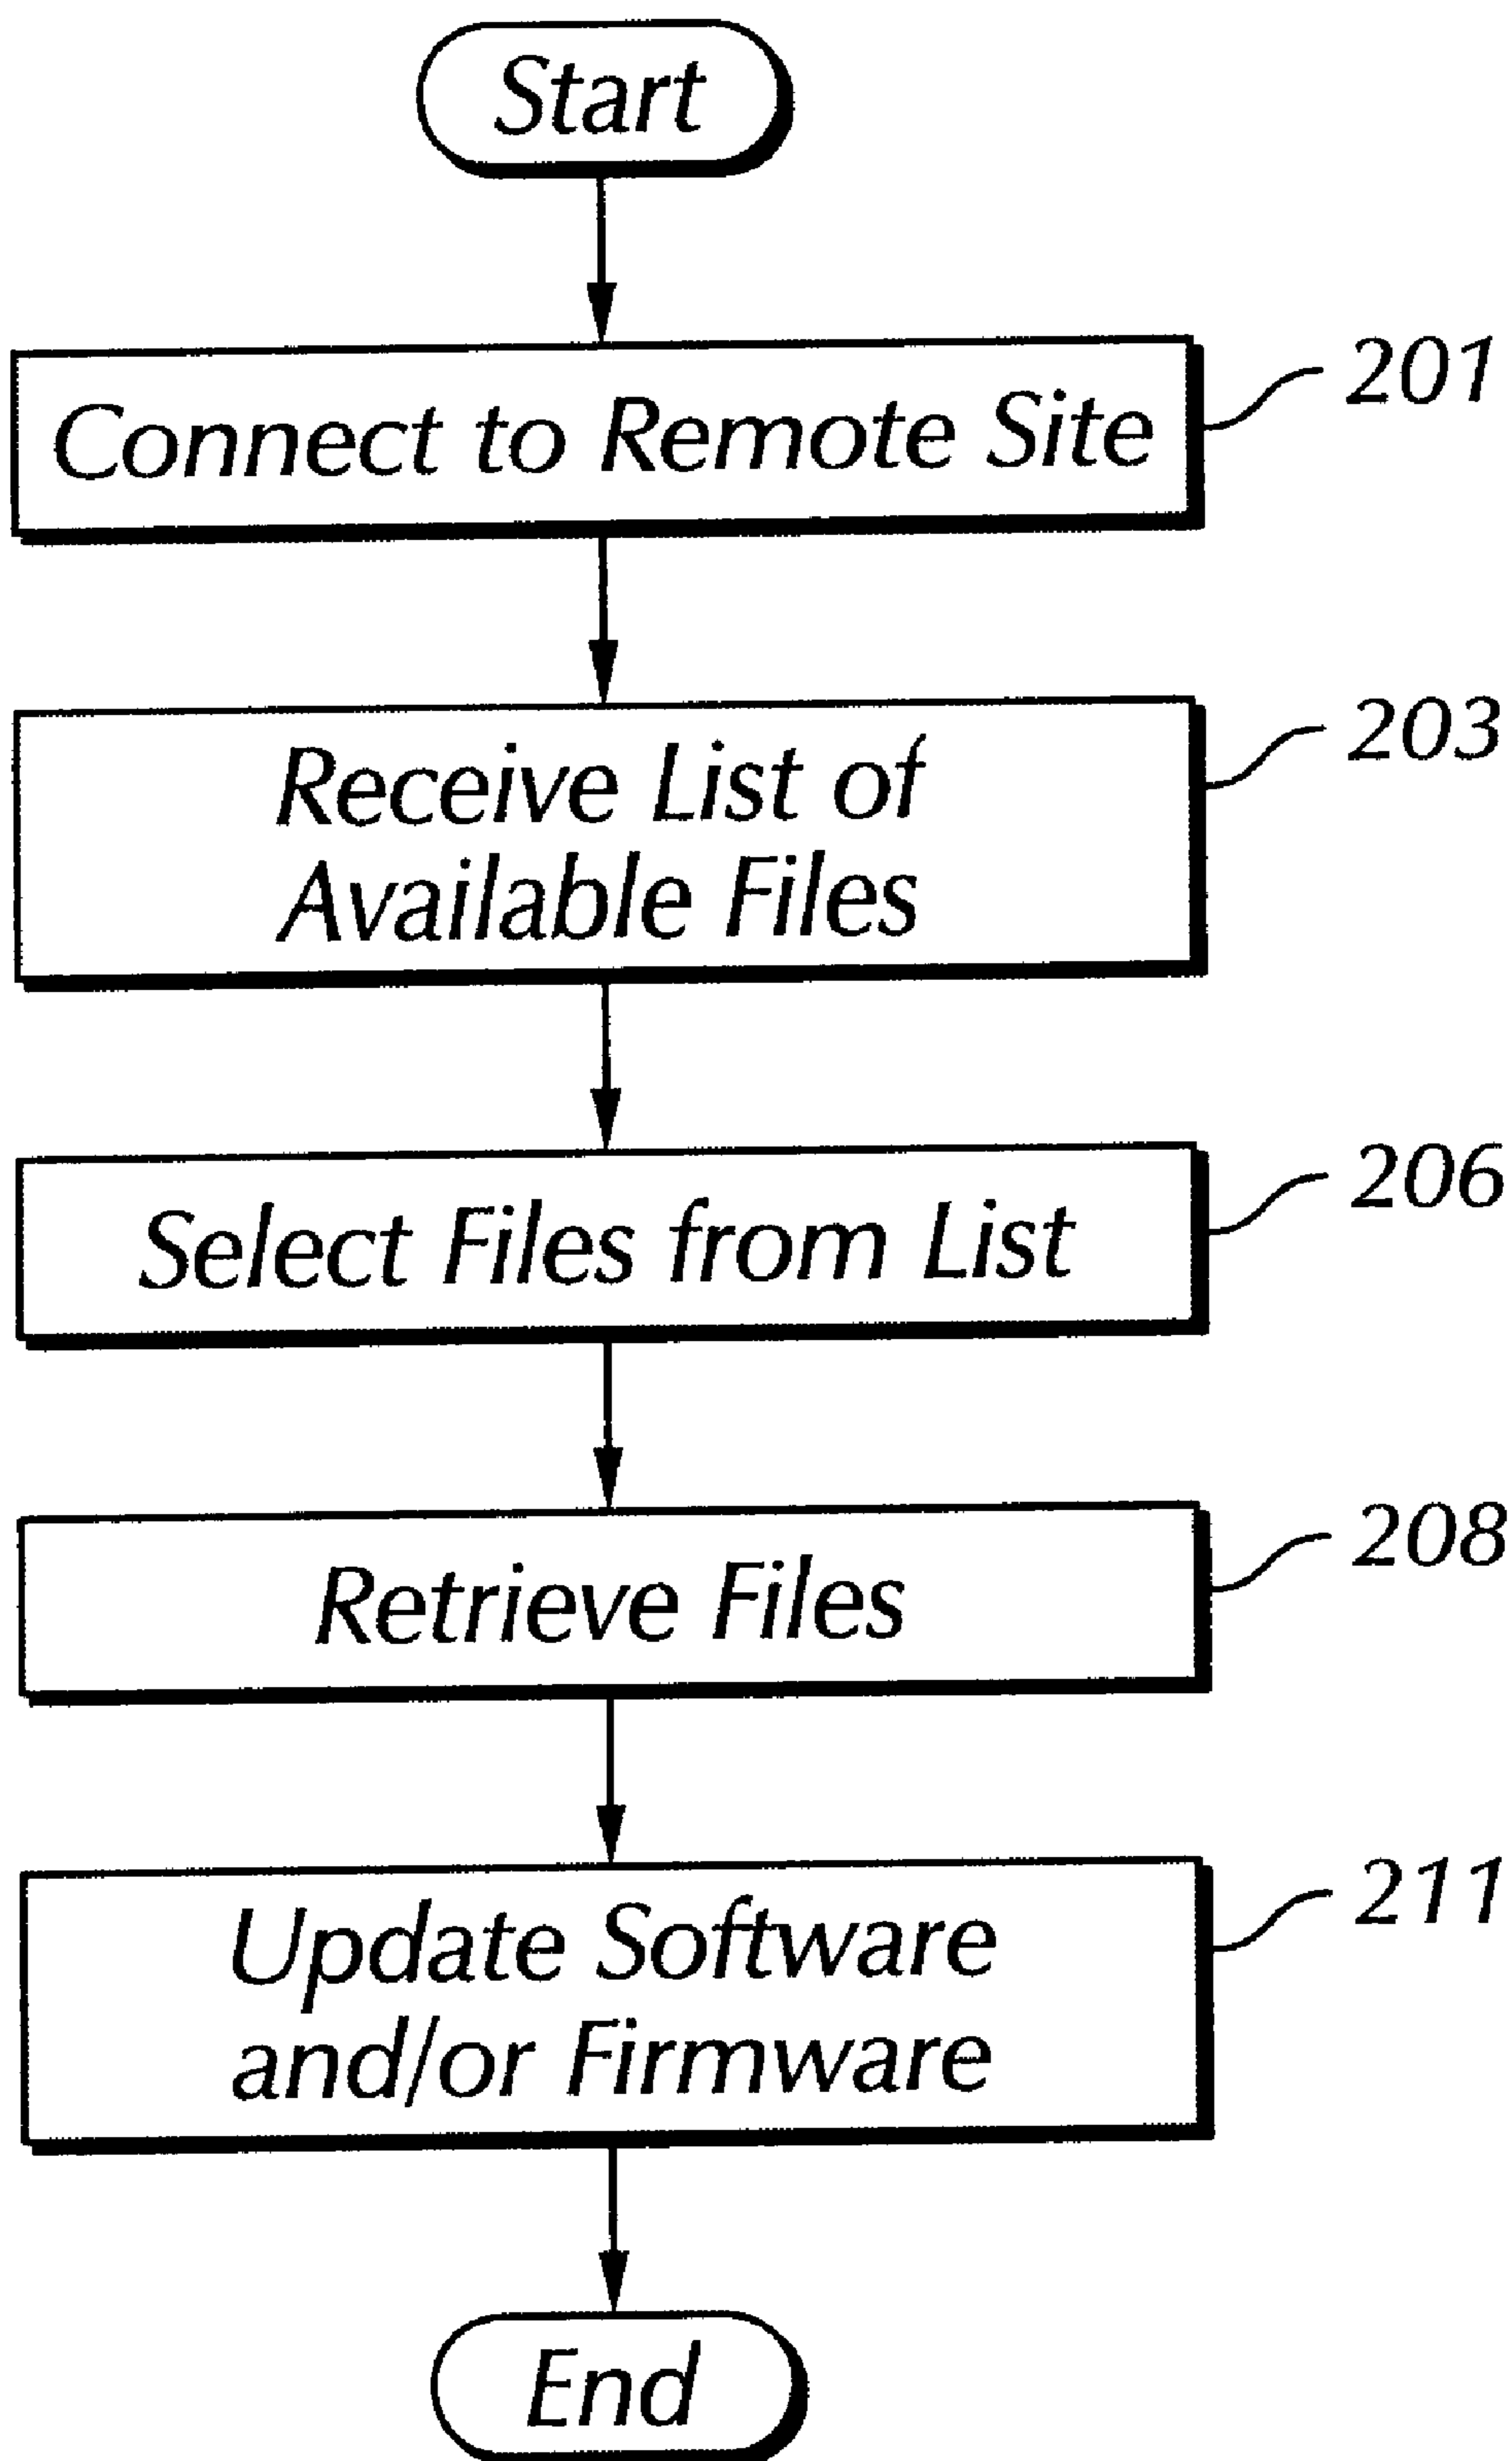 Start
Connect to Remote Site
201
Receive List of
Available Files
203
Select Files from List
206
Retrieve Files
208
Update Software
and/or Firmware
211
End